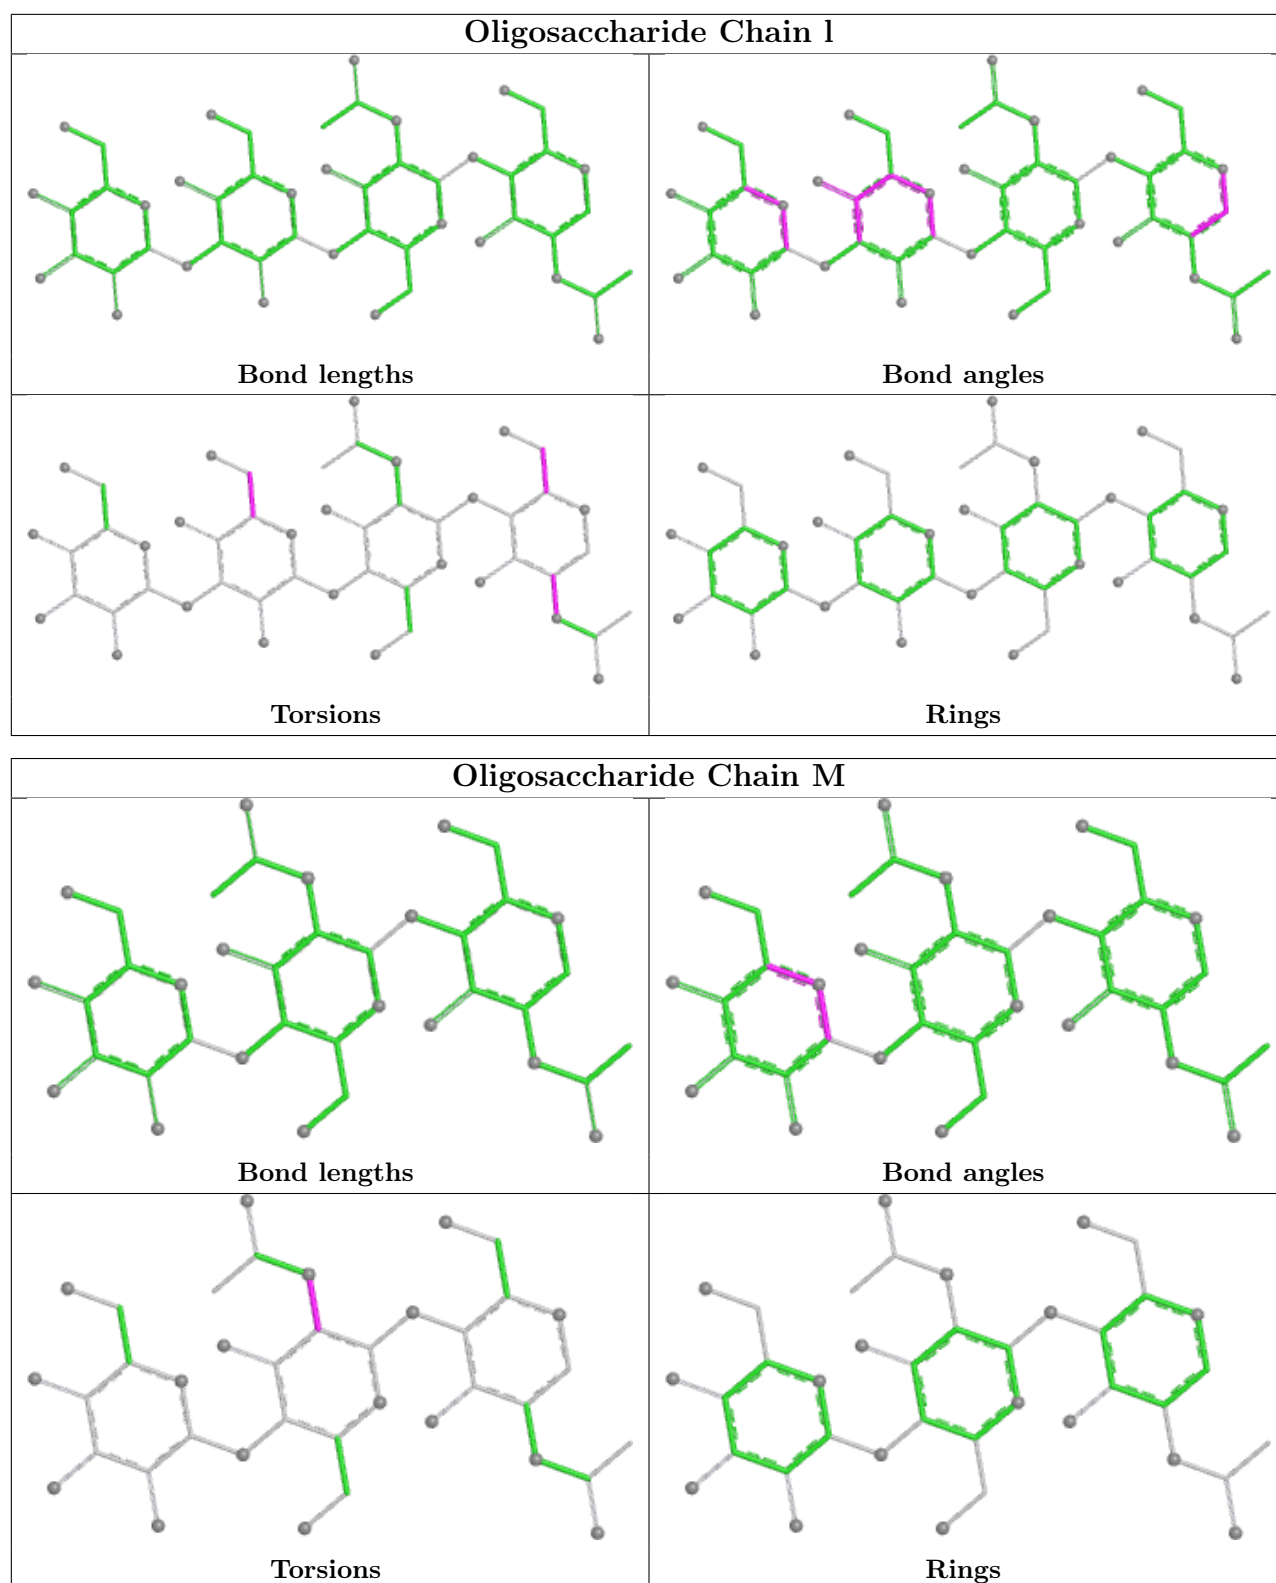 Oligosaccharide Chain l
Bond lengths
Bond angles
Torsions
Rings
Oligosaccharide Chain M
Bond lengths
Bond angles
Torsions
Rings